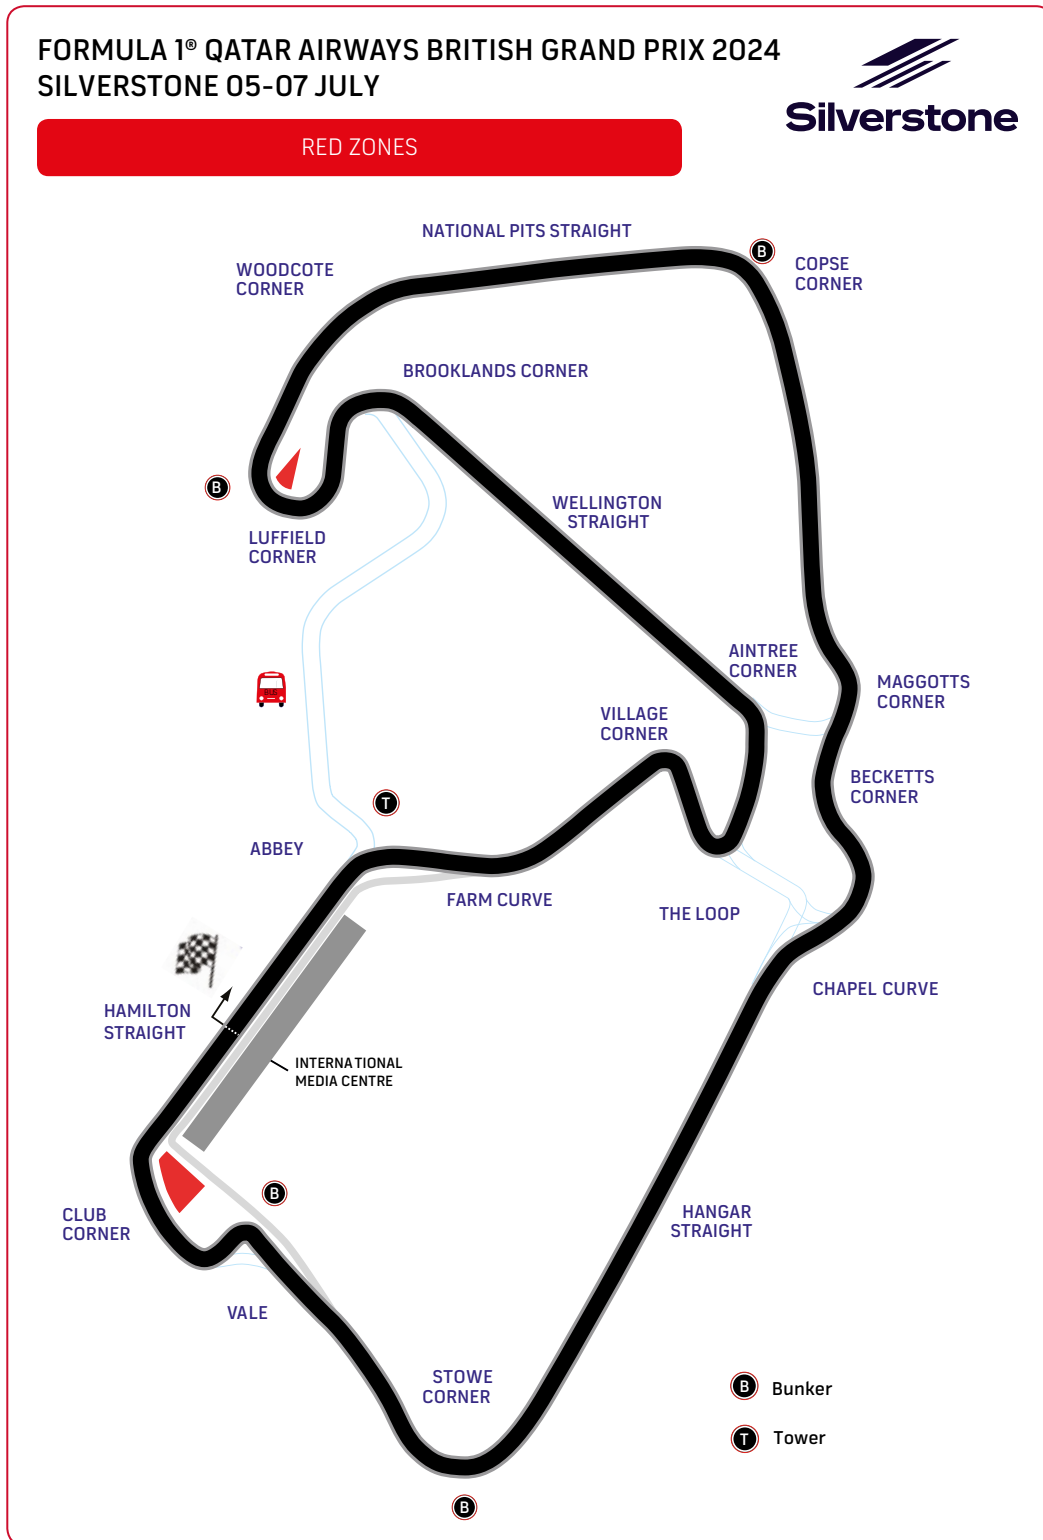 FORMULA 1® QATAR AIRWAYS BRITISH GRAND PRIX 2024
SILVERSTONE 05-07 JULY
Silverstone
RED ZONES
NATIONAL PITS STRAIGHT
B
COPSE
CORNER
WOODCOTE
CORNER
BROOKLANDS CORNER
B
WELLINGTON
STRAIGHT
LUFFIELD
CORNER
AINTREE
CORNER
MAGGOTTS
CORNER
BUS
VILLAGE
CORNER
BECKETTS
CORNER
T
ABBEY
FARM CURVE
THE LOOP
CHAPEL CURVE
HAMILTON
STRAIGHT
INTERNATIONAL
MEDIA CENTRE
B
CLUB
CORNER
HANGAR
STRAIGHT
VALE
STOWE
CORNER
B Bunker
T Tower
B